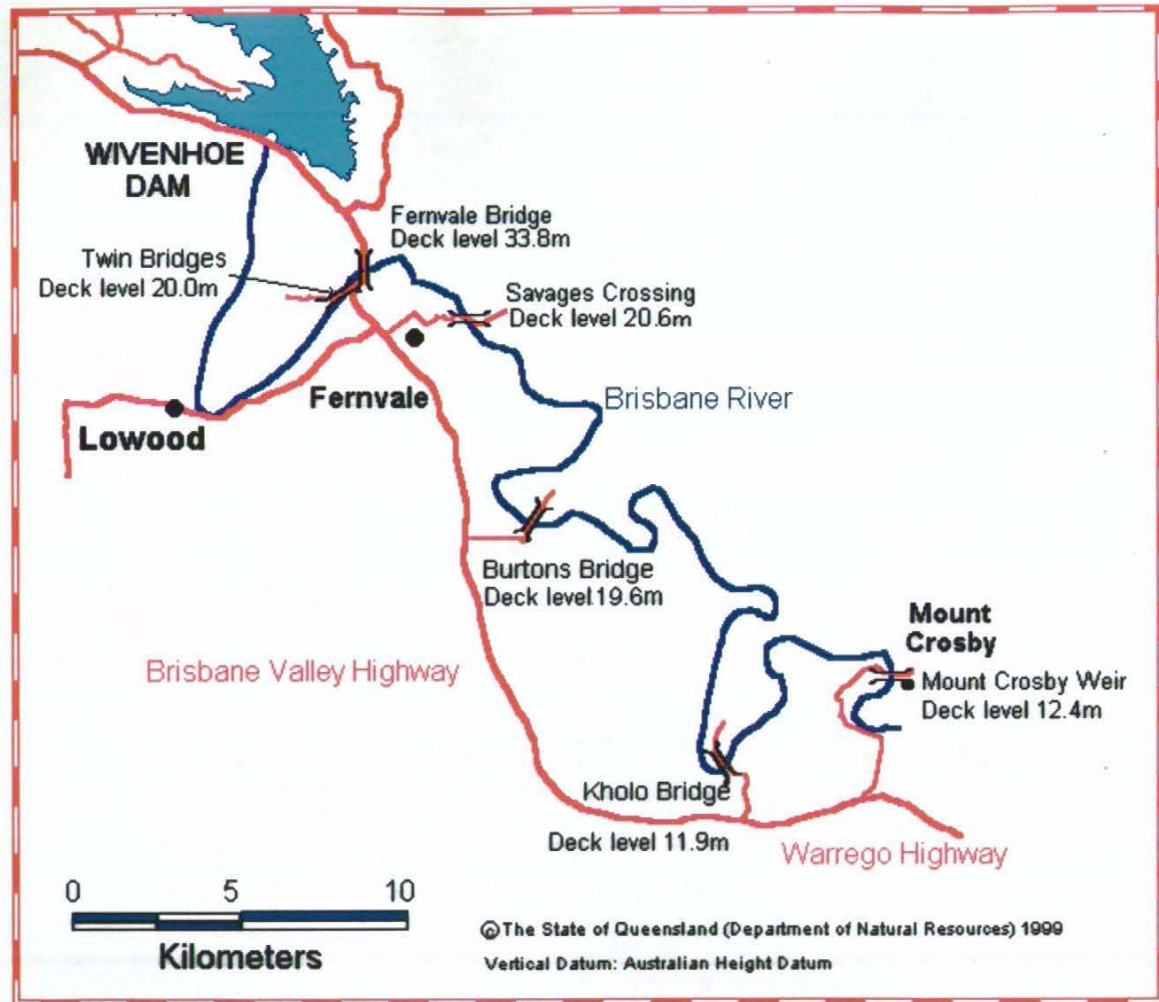 WIVENHOE
DAM
Fernvale Bridge
Deck level 33.8m
Twin Bridges
Deck level 20.0m
Savages Crossing
Deck level 20.6m
Fernvale
Brisbane River
Lowood
Burtons Bridge
Deck level 19.6m
Mount
Crosby
Brisbane Valley Highway
Mount Crosby Weir
Deck level 12.4m
Kholo Bridge
Deck level 11.9m
Warrego Highway
0 5 10
Kilometers
©The State of Queensland (Department of Natural Resources) 1999
Vertical Datum: Australian Height Datum